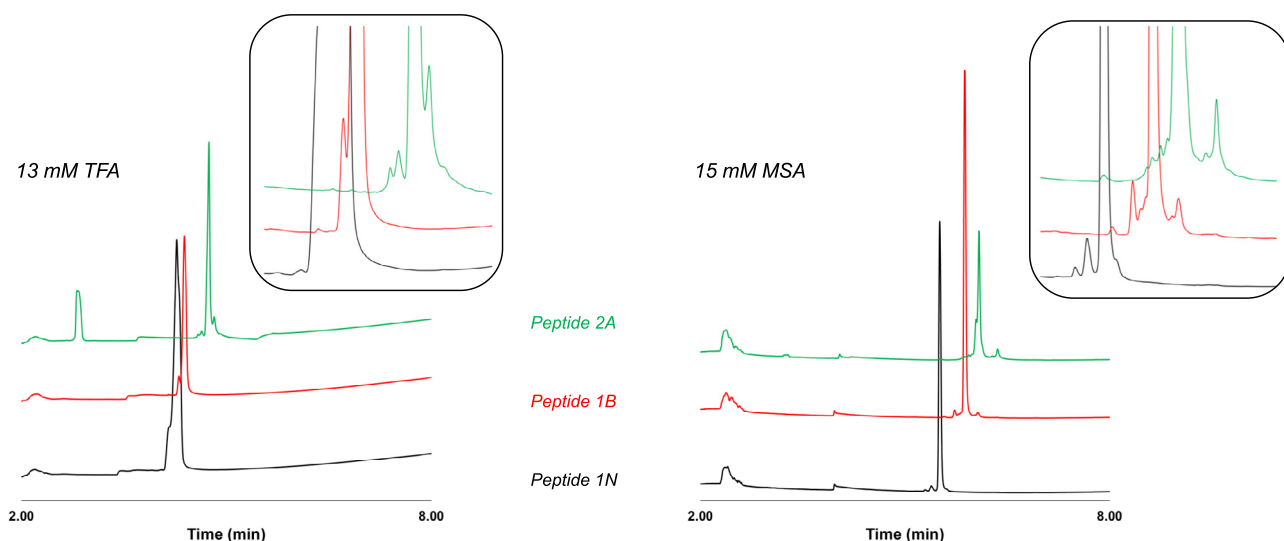 13 mM TFA
15 mM MSA
Peptide 2A
Peptide 1B
Peptide 1N
2.00
8.00
2.00
8.00
Time (min)
Time (min)